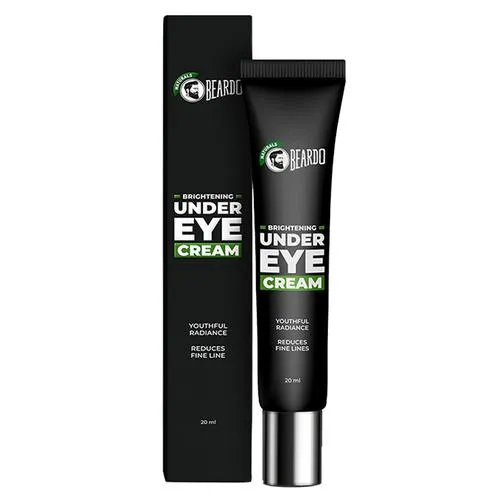 NATURALS
BEARDO
BRIGHTENING
UNDER
EYE
CREAM
YOUTHFUL
RADIANCE
REDUCES
FINE LINE
20 ml
NATURALS
BEARDO
BRIGHTENING
UNDER
EYE
CREAM
YOUTHFUL
RADIANCE
REDUCES
FINE LINES
20 ml